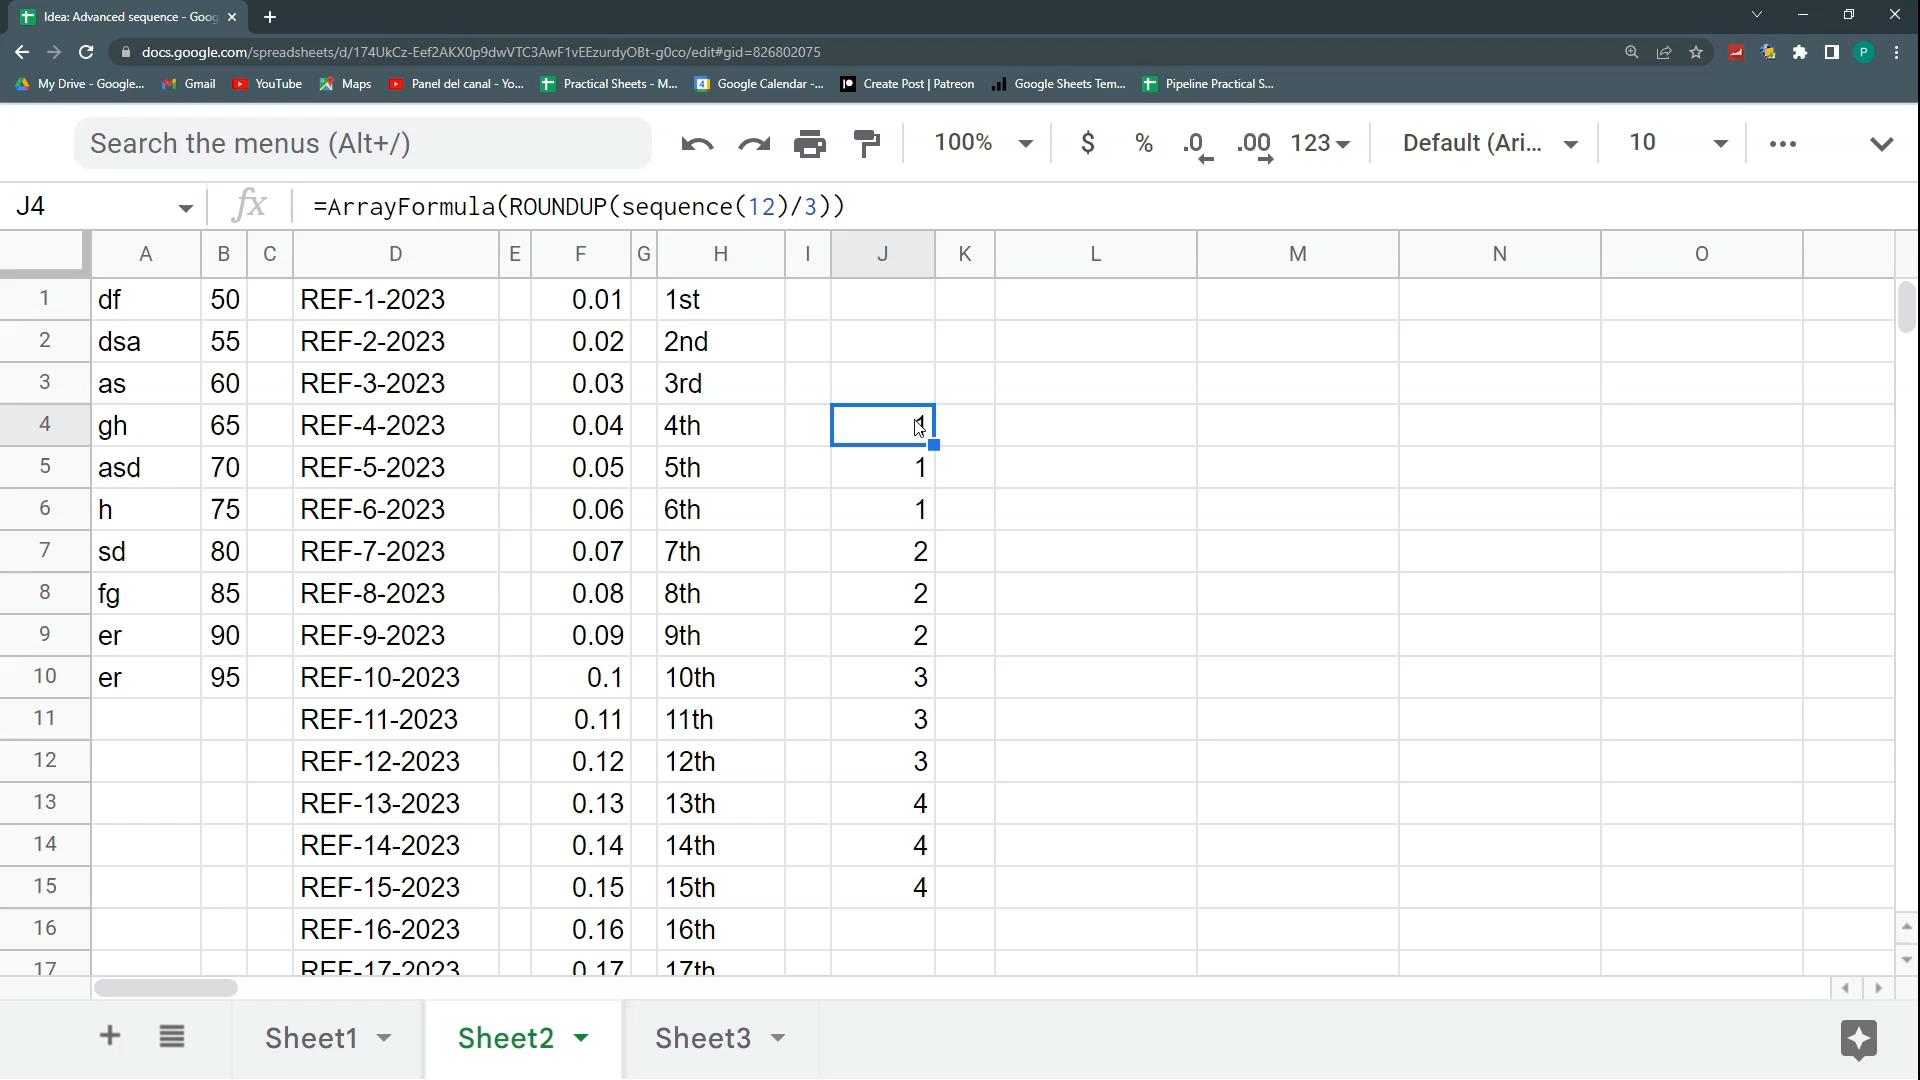 Idea: Advanced sequence - Goog
docs.google.com/spreadsheets/d/174UkCz-Eef2AKX0p9dwVTC3AwF1vEEzurdyOBt-g0co/edit#gid=826802075
P
My Drive - Google... Gmail YouTube Maps Panel del canal - Yo... Practical Sheets - M... 4 Google Calendar -... Create Post | Patreon Google Sheets Tem... Pipeline Practical S...
Search the menus (Alt+/) 100% $ % .0 .00 123 Default (Ari... 10
J4 fx =ArrayFormula(ROUNDUP(sequence(12)/3))
A B C D E F G H I J K L M N O
1 df 50 REF-1-2023 0.01 1st
2 dsa 55 REF-2-2023 0.02 2nd
3 as 60 REF-3-2023 0.03 3rd
4 gh 65 REF-4-2023 0.04 4th 1
5 asd 70 REF-5-2023 0.05 5th 1
6 h 75 REF-6-2023 0.06 6th 1
7 sd 80 REF-7-2023 0.07 7th 2
8 fg 85 REF-8-2023 0.08 8th 2
9 er 90 REF-9-2023 0.09 9th 2
10 er 95 REF-10-2023 0.1 10th 3
11 REF-11-2023 0.11 11th 3
12 REF-12-2023 0.12 12th 3
13 REF-13-2023 0.13 13th 4
14 REF-14-2023 0.14 14th 4
15 REF-15-2023 0.15 15th 4
16 REF-16-2023 0.16 16th
17 REF-17-2023 0.17 17th
Sheet1 Sheet2 Sheet3